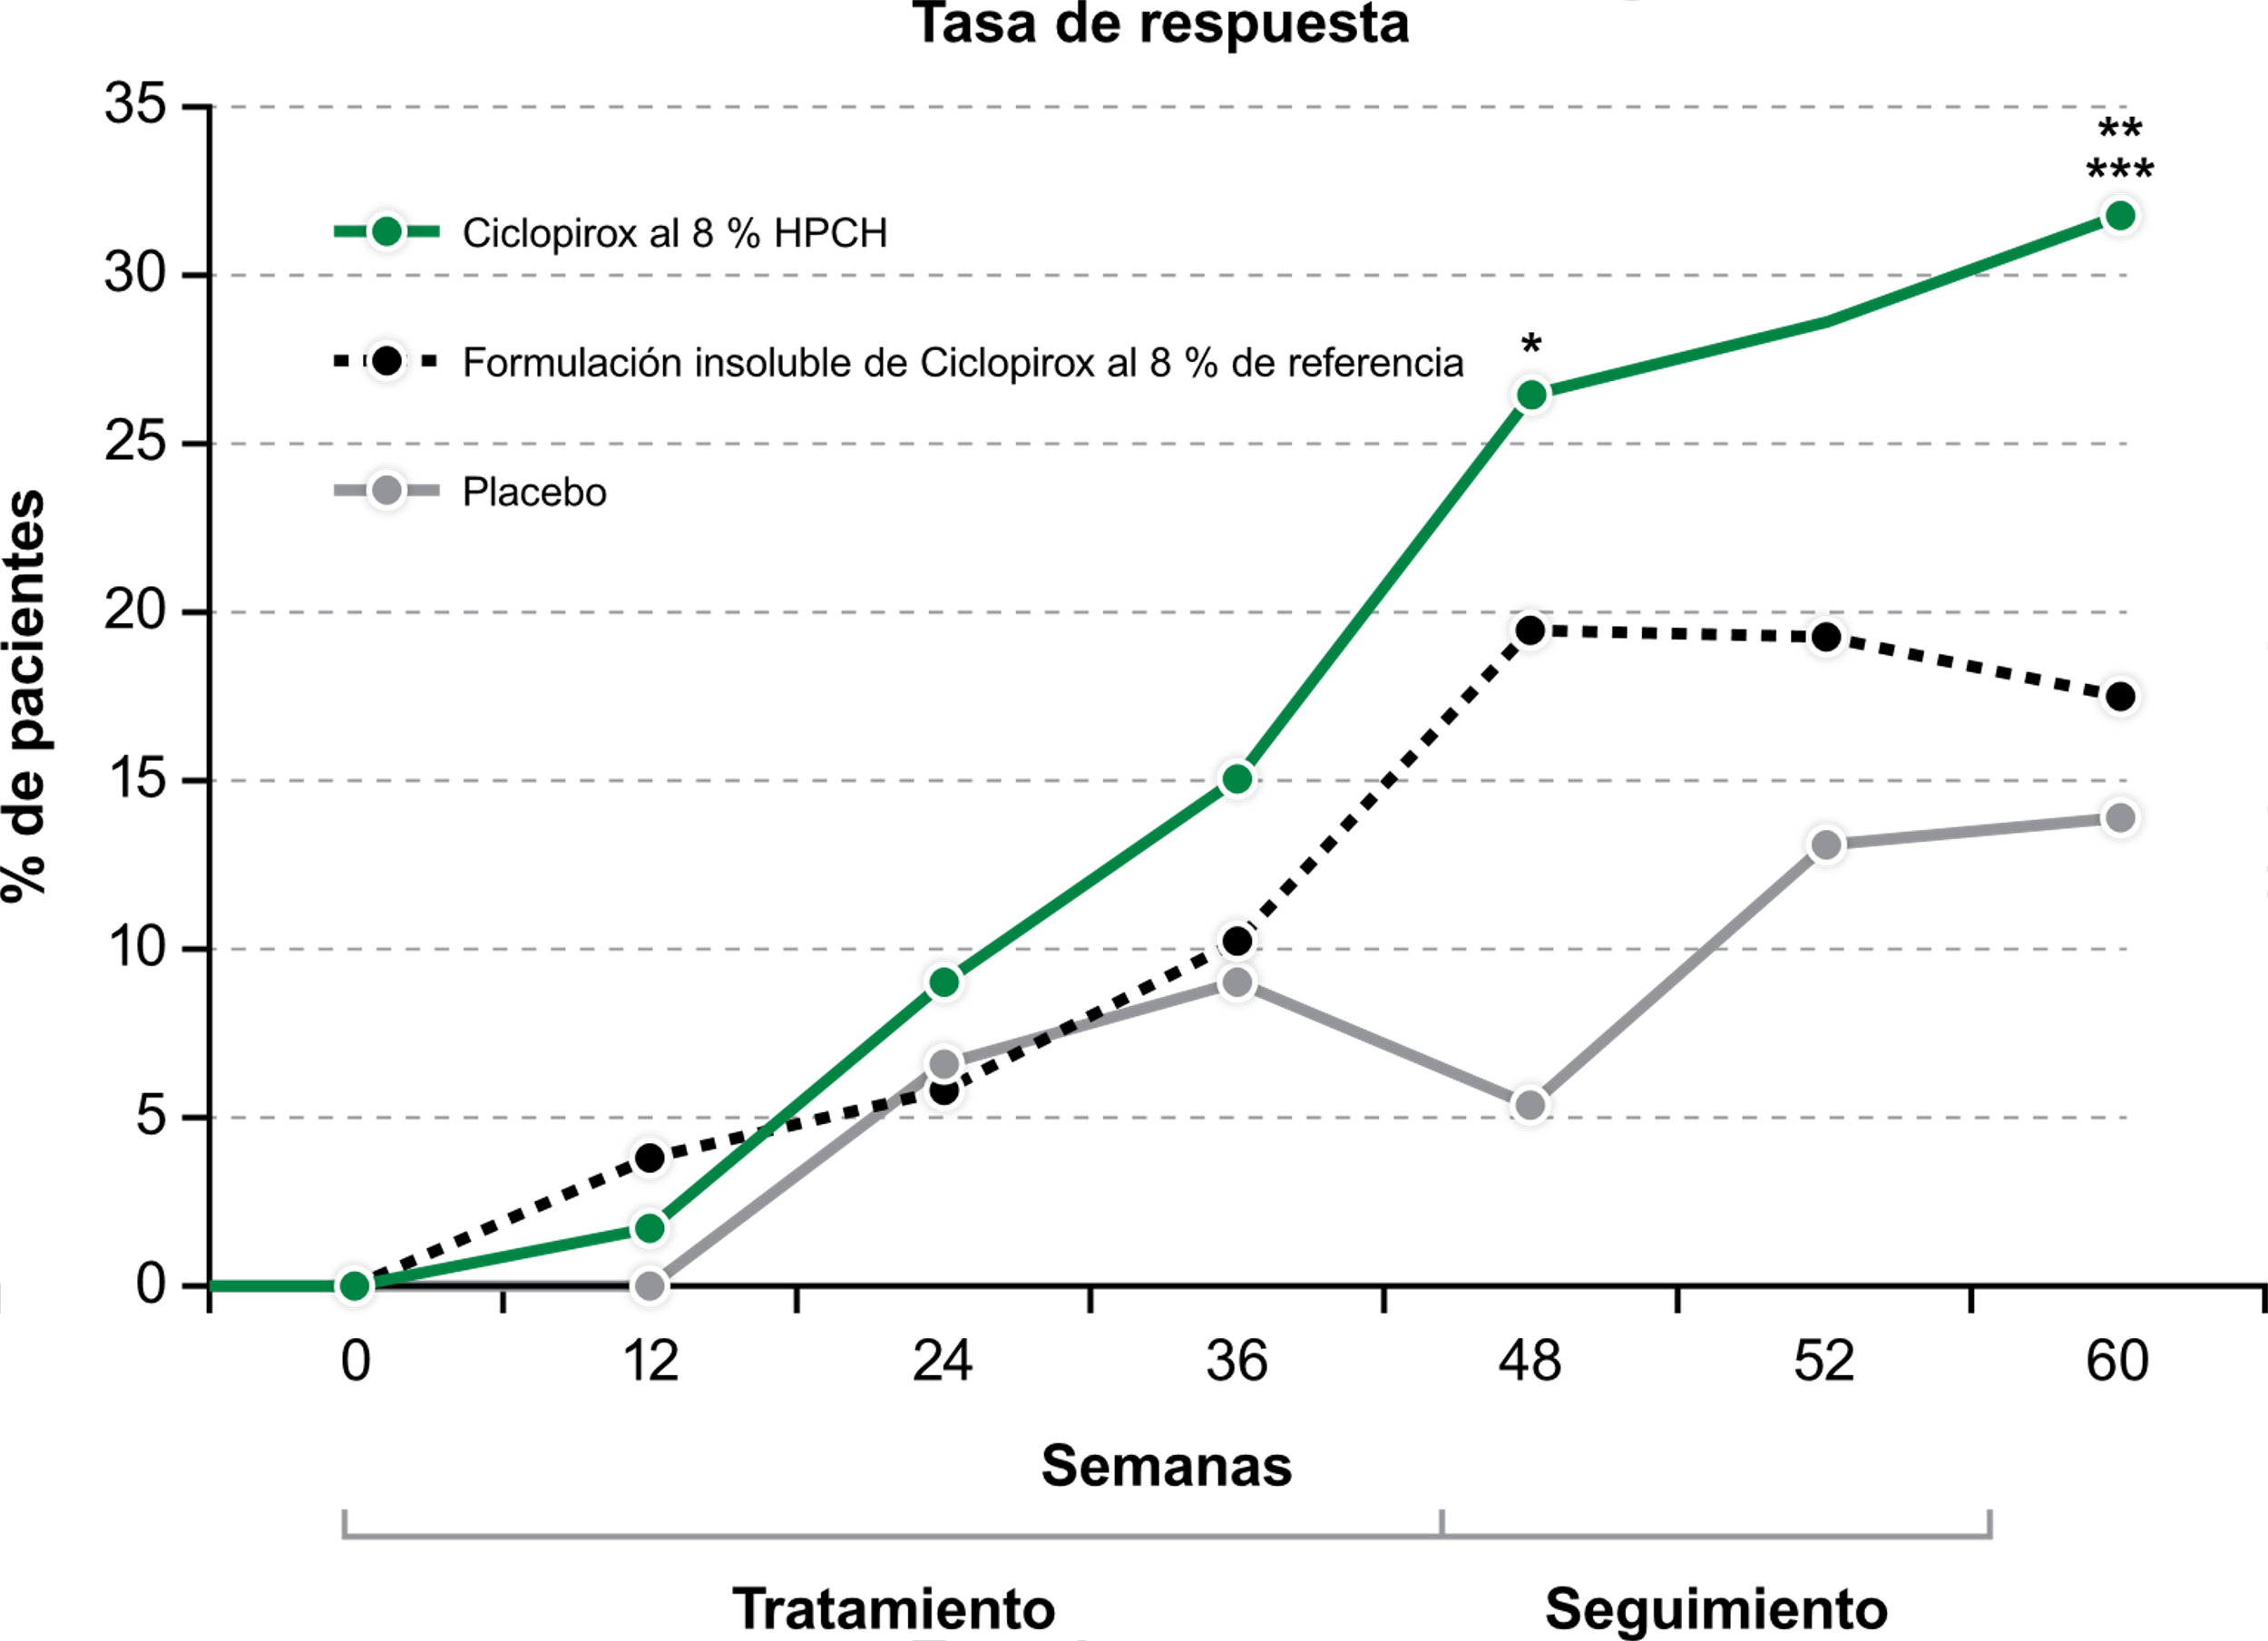 Tasa de respuesta
35
**
***
Ciclopirox al 8 % HPCH
30
Formulación insoluble de Ciclopirox al 8 % de referencia
*
25
Placebo
20
15
10
5
0
% de pacientes
0 12 24 36 48 52 60
Semanas
Tratamiento
Seguimiento